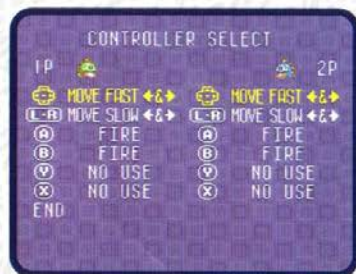 CONTROLLER SELECT
1P 2P
MOVE FAST ←&→ MOVE FAST ←&→
L-R MOVE SLOW ←&→ L-R MOVE SLOW ←&→
A FIRE A FIRE
B FIRE B FIRE
Y NO USE Y NO USE
X NO USE X NO USE
END